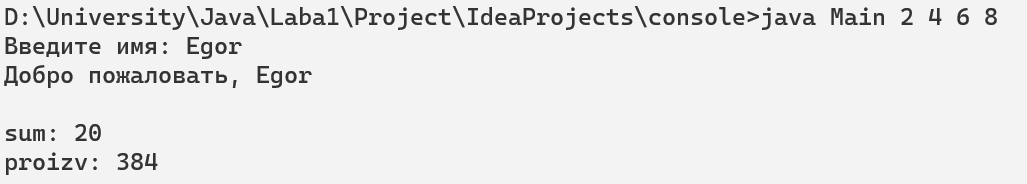 D:\University\Java\Laba1\Project\IdeaProjects\console>java Main 2 4 6 8
Введите имя: Egor
Добро пожаловать, Egor
sum: 20
proizv: 384